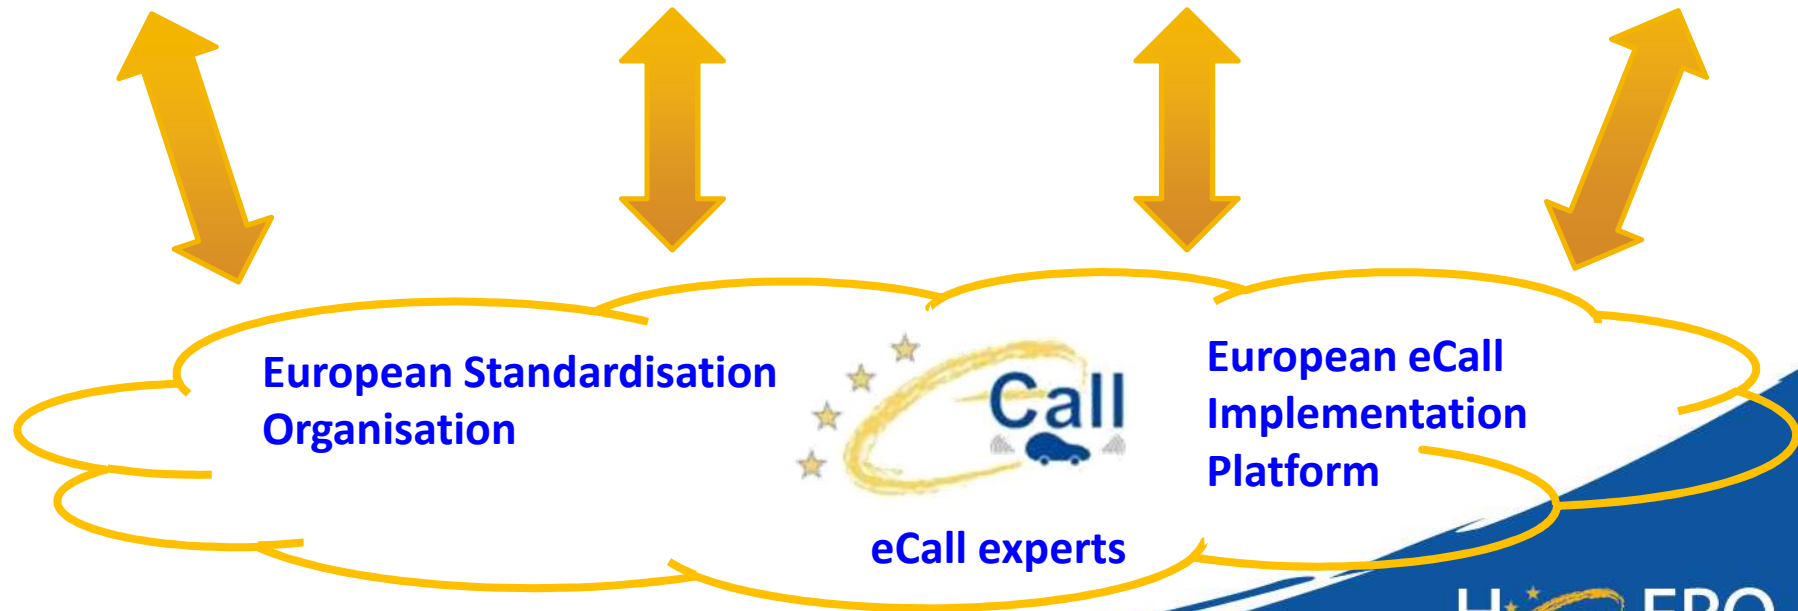 European Standardisation
Organisation
Call
European eCall
Implementation
Platform
eCall experts